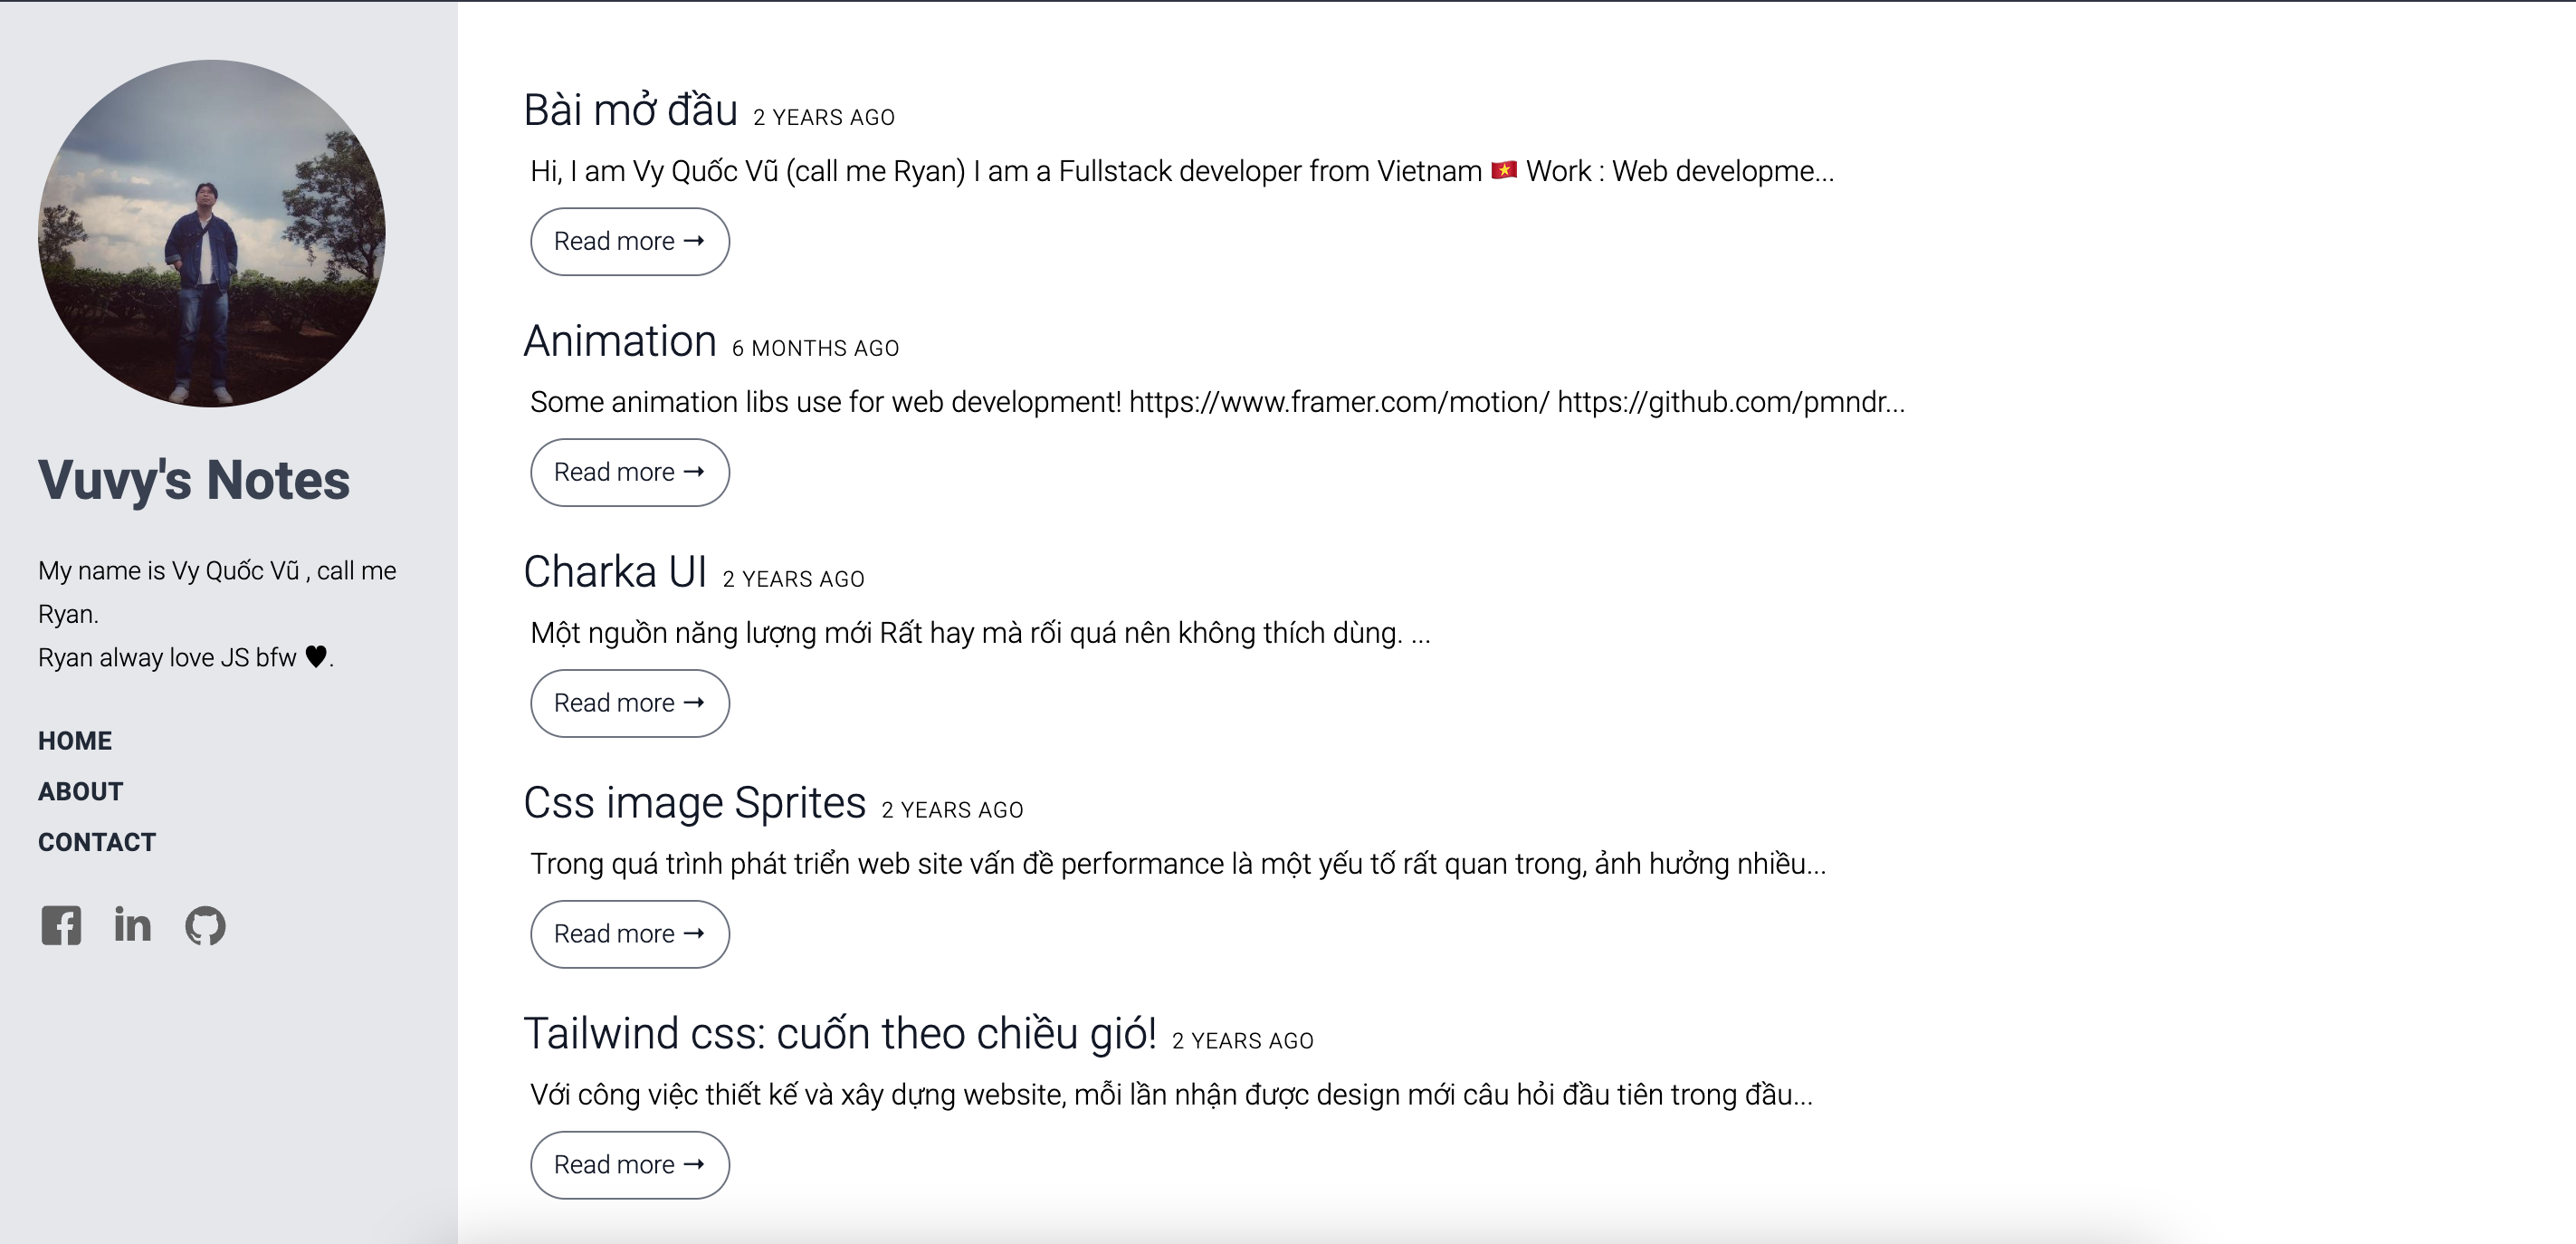 Vuvy's Notes
My name is Vy Quốc Vũ , call me
Ryan.
Ryan alway love JS bfw 🖤.
HOME
ABOUT
CONTACT
Bài mở đầu 2 YEARS AGO
Hi, I am Vy Quốc Vũ (call me Ryan) I am a Fullstack developer from Vietnam 🇻🇳 Work : Web developme...
Read more ➝
Animation 6 MONTHS AGO
Some animation libs use for web development! https://www.framer.com/motion/ https://github.com/pmndr...
Read more ➝
Charka UI 2 YEARS AGO
Một nguồn năng lượng mới Rất hay mà rối quá nên không thích dùng. ...
Read more ➝
Css image Sprites 2 YEARS AGO
Trong quá trình phát triển web site vấn đề performance là một yếu tố rất quan trong, ảnh hưởng nhiều...
Read more ➝
Tailwind css: cuốn theo chiều gió! 2 YEARS AGO
Với công việc thiết kế và xây dựng website, mỗi lần nhận được design mới câu hỏi đầu tiên trong đầu...
Read more ➝